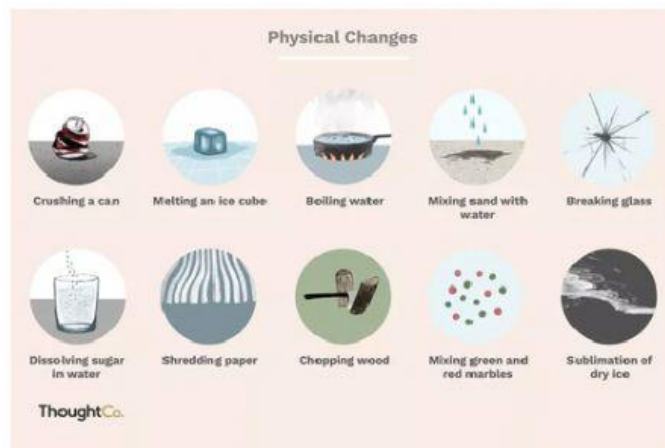 Physical Changes
Crushing a can
Melting an ice cube
Boiling water
Mixing sand with
water
Breaking glass
Dissolving sugar
in water
Shredding paper
Chopping wood
Mixing green and
red marbles
Sublimation of
dry ice
ThoughtCo.